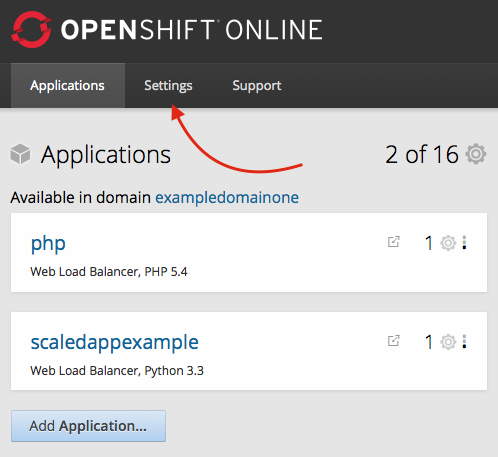 OPENSHIFT ONLINE
Applications Settings Support
Applications 2 of 16
Available in domain exampledomainone
php 1
Web Load Balancer, PHP 5.4
scaledappexample 1
Web Load Balancer, Python 3.3
Add Application...